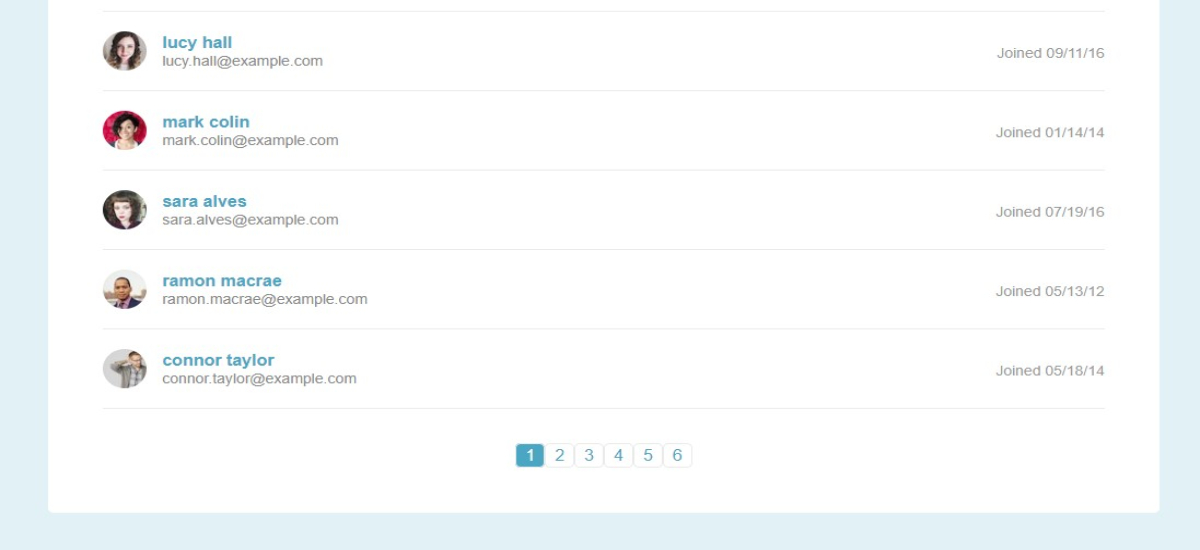 lucy hall
lucy.hall@example.com
Joined 09/11/16
mark colin
mark.colin@example.com
Joined 01/14/14
sara alves
sara.alves@example.com
Joined 07/19/16
ramon macrae
ramon.macrae@example.com
Joined 05/13/12
connor taylor
connor.taylor@example.com
Joined 05/18/14
1 2 3 4 5 6